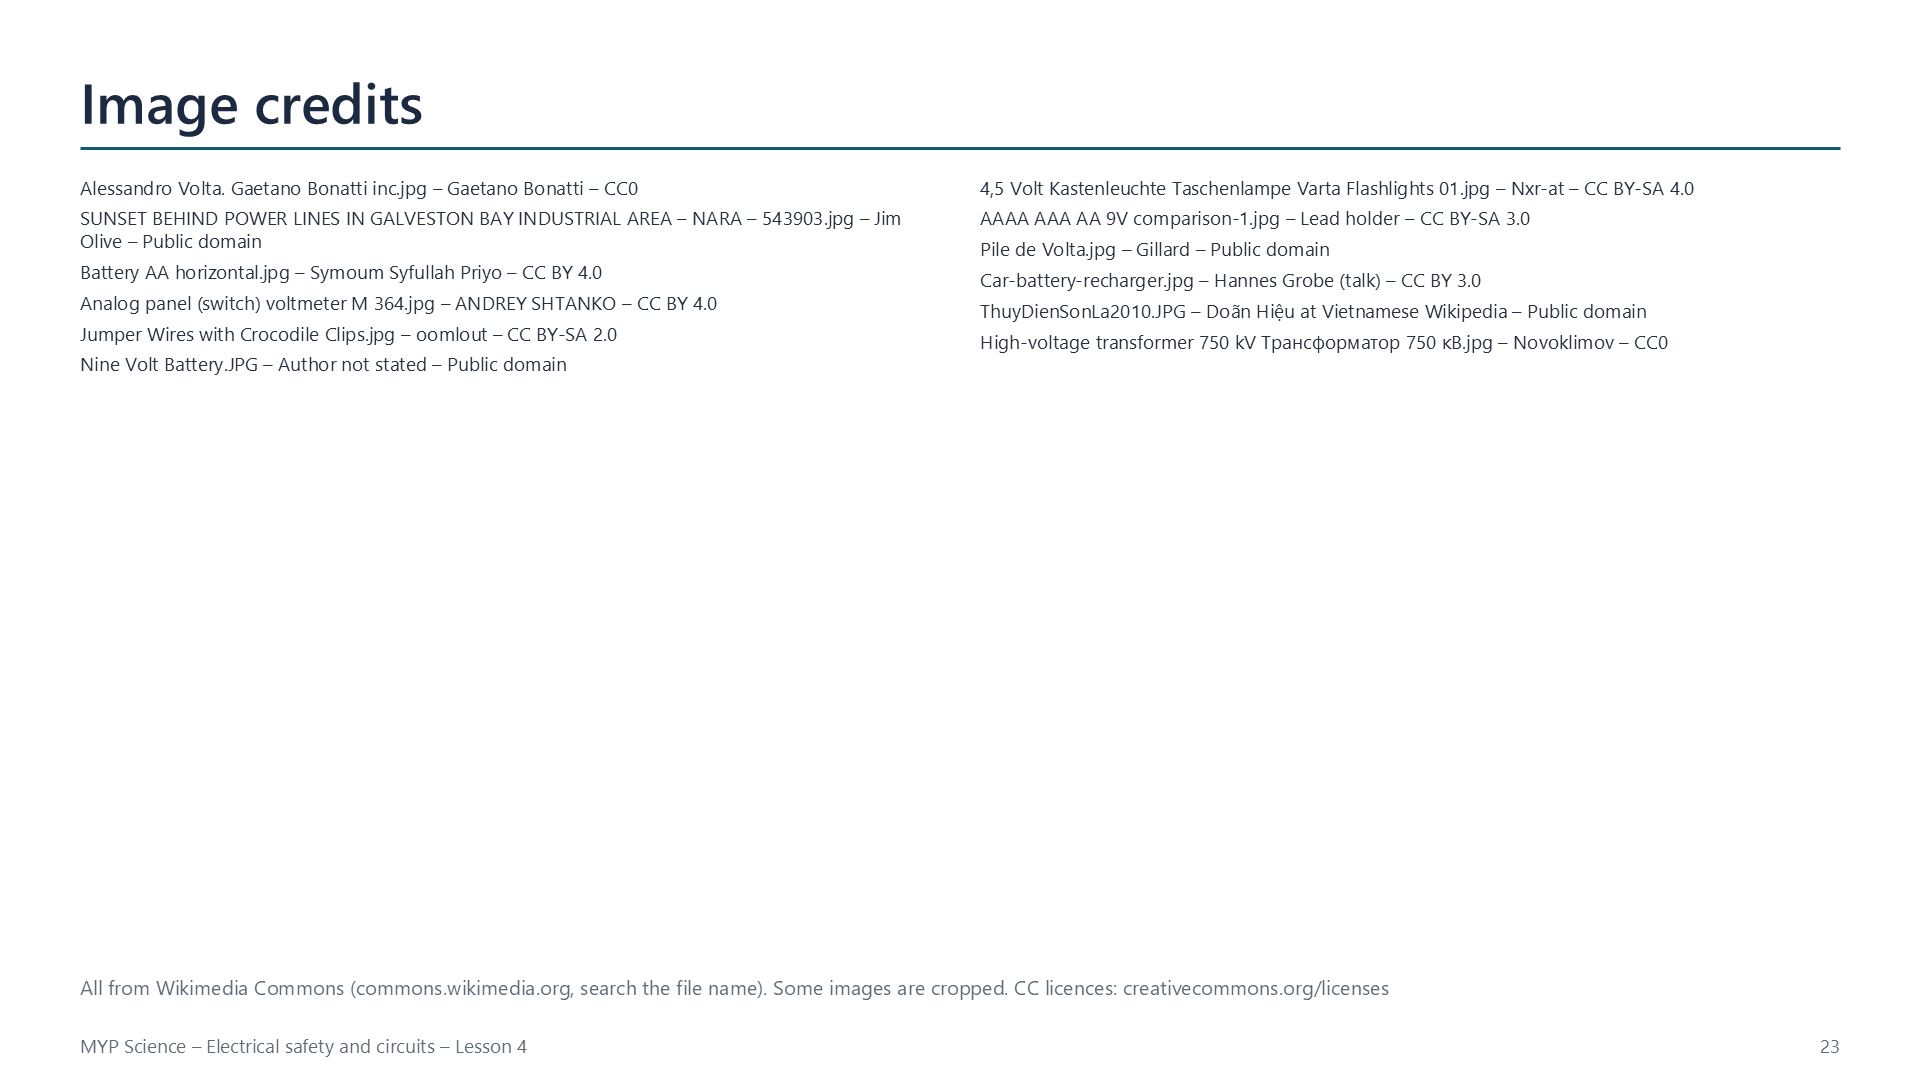 Image credits
Alessandro Volta. Gaetano Bonatti inc.jpg – Gaetano Bonatti – CC0
SUNSET BEHIND POWER LINES IN GALVESTON BAY INDUSTRIAL AREA – NARA – 543903.jpg – Jim
Olive – Public domain
Battery AA horizontal.jpg – Symoum Syfullah Priyo – CC BY 4.0
Analog panel (switch) voltmeter M 364.jpg – ANDREY SHTANKO – CC BY 4.0
Jumper Wires with Crocodile Clips.jpg – oomlout – CC BY-SA 2.0
Nine Volt Battery.JPG – Author not stated – Public domain
4,5 Volt Kastenleuchte Taschenlampe Varta Flashlights 01.jpg – Nxr-at – CC BY-SA 4.0
AAAA AAA AA 9V comparison-1.jpg – Lead holder – CC BY-SA 3.0
Pile de Volta.jpg – Gillard – Public domain
Car-battery-recharger.jpg – Hannes Grobe (talk) – CC BY 3.0
ThuyDienSonLa2010.JPG – Doãn Hiệu at Vietnamese Wikipedia – Public domain
High-voltage transformer 750 kV Трансформатор 750 кВ.jpg – Novoklimov – CC0
All from Wikimedia Commons (commons.wikimedia.org, search the file name). Some images are cropped. CC licences: creativecommons.org/licenses
MYP Science – Electrical safety and circuits – Lesson 4
23